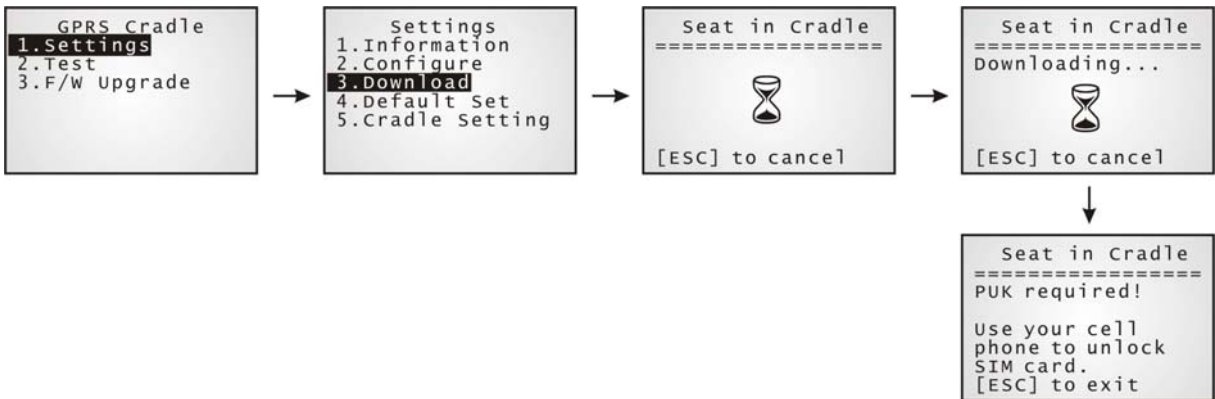 GPRS Cradle
1.Settings
2.Test
3.F/W Upgrade
Settings
1.Information
2.Configure
3.Download
4.Default Set
5.Cradle Setting
Seat in Cradle
=================
[ESC] to cancel
Seat in Cradle
=================
Downloading...
[ESC] to cancel
Seat in Cradle
=================
PUK required!
Use your cell
phone to unlock
SIM card.
[ESC] to exit